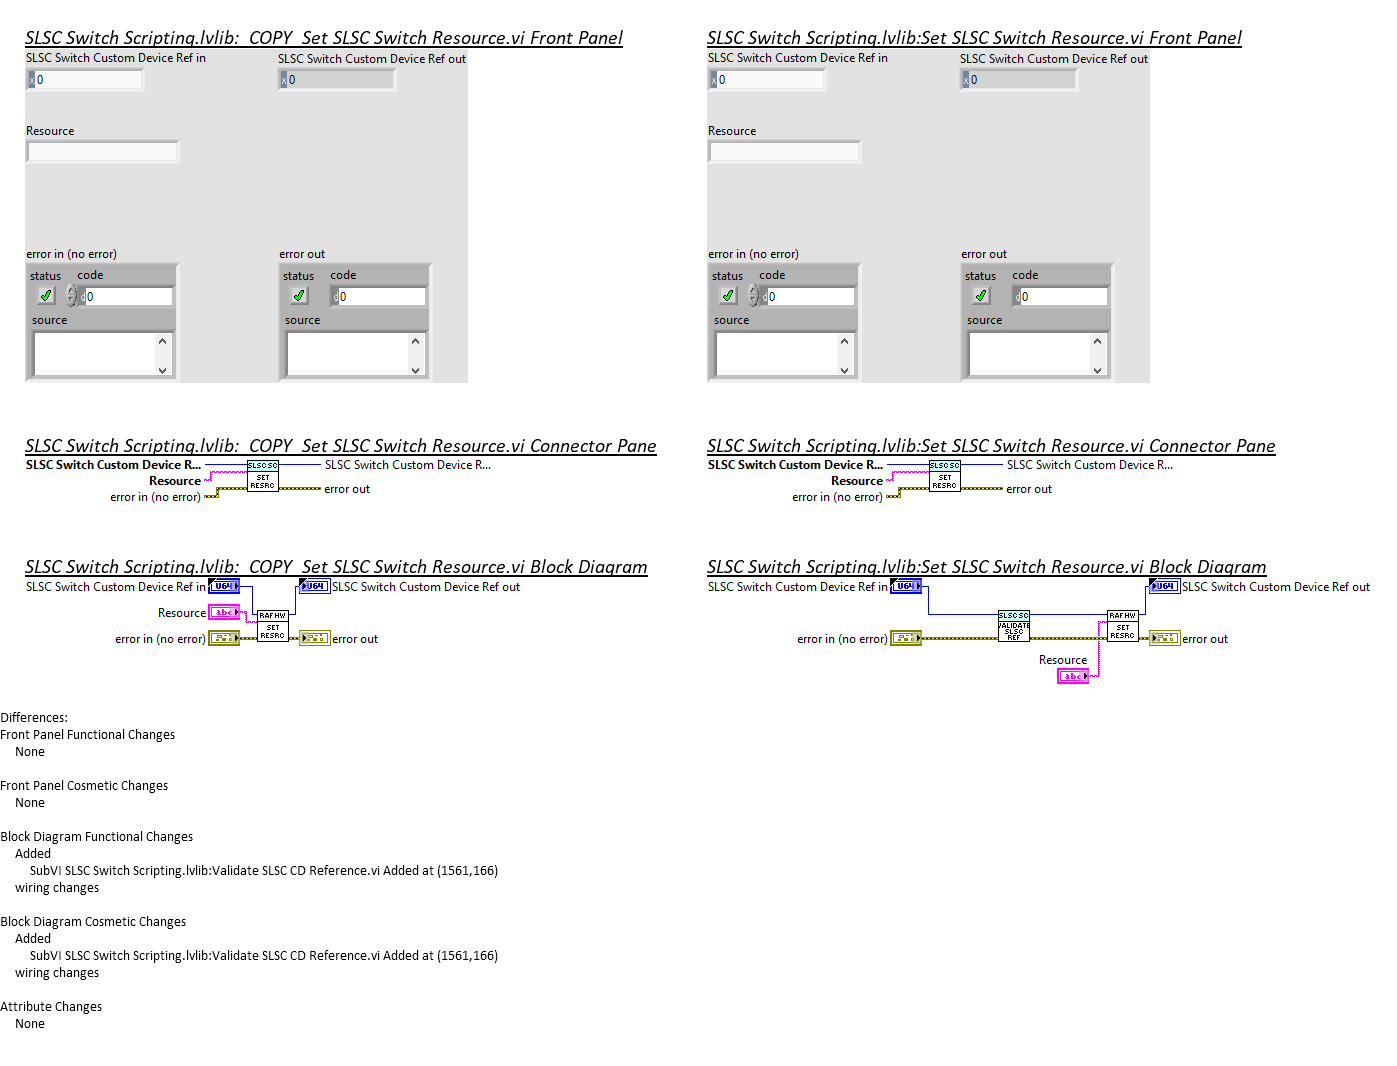 SLSC Switch Scripting.lvlib:  COPY  Set SLSC Switch Resource.vi Front Panel
SLSC Switch Custom Device Ref in
SLSC Switch Custom Device Ref out
x 0
x 0
Resource
error in (no error)
error out
status
code
status
code
d 0
d 0
source
source
SLSC Switch Scripting.lvlib:Set SLSC Switch Resource.vi Front Panel
SLSC Switch Custom Device Ref in
SLSC Switch Custom Device Ref out
x 0
x 0
Resource
error in (no error)
error out
status
code
status
code
d 0
d 0
source
source
SLSC Switch Scripting.lvlib:  COPY  Set SLSC Switch Resource.vi Connector Pane
SLSC Switch Custom Device R...
Resource
error in (no error)
SLSC SC
SET
RESRC
SLSC Switch Custom Device R...
error out
SLSC Switch Scripting.lvlib:Set SLSC Switch Resource.vi Connector Pane
SLSC Switch Custom Device R...
Resource
error in (no error)
SLSC SC
SET
RESRC
SLSC Switch Custom Device R...
error out
SLSC Switch Scripting.lvlib:  COPY  Set SLSC Switch Resource.vi Block Diagram
SLSC Switch Custom Device Ref in
U64
U64
SLSC Switch Custom Device Ref out
Resource
abc
RAF HW
SET
RESRC
error in (no error)
error out
SLSC Switch Scripting.lvlib:Set SLSC Switch Resource.vi Block Diagram
SLSC Switch Custom Device Ref in
U64
U64
SLSC Switch Custom Device Ref out
SLSC SC
VALIDATE
SLSC
REF
RAF HW
SET
RESRC
error in (no error)
error out
Resource
abc
Differences:
Front Panel Functional Changes
None
Front Panel Cosmetic Changes
None
Block Diagram Functional Changes
Added
SubVI SLSC Switch Scripting.lvlib:Validate SLSC CD Reference.vi Added at (1561,166)
wiring changes
Block Diagram Cosmetic Changes
Added
SubVI SLSC Switch Scripting.lvlib:Validate SLSC CD Reference.vi Added at (1561,166)
wiring changes
Attribute Changes
None